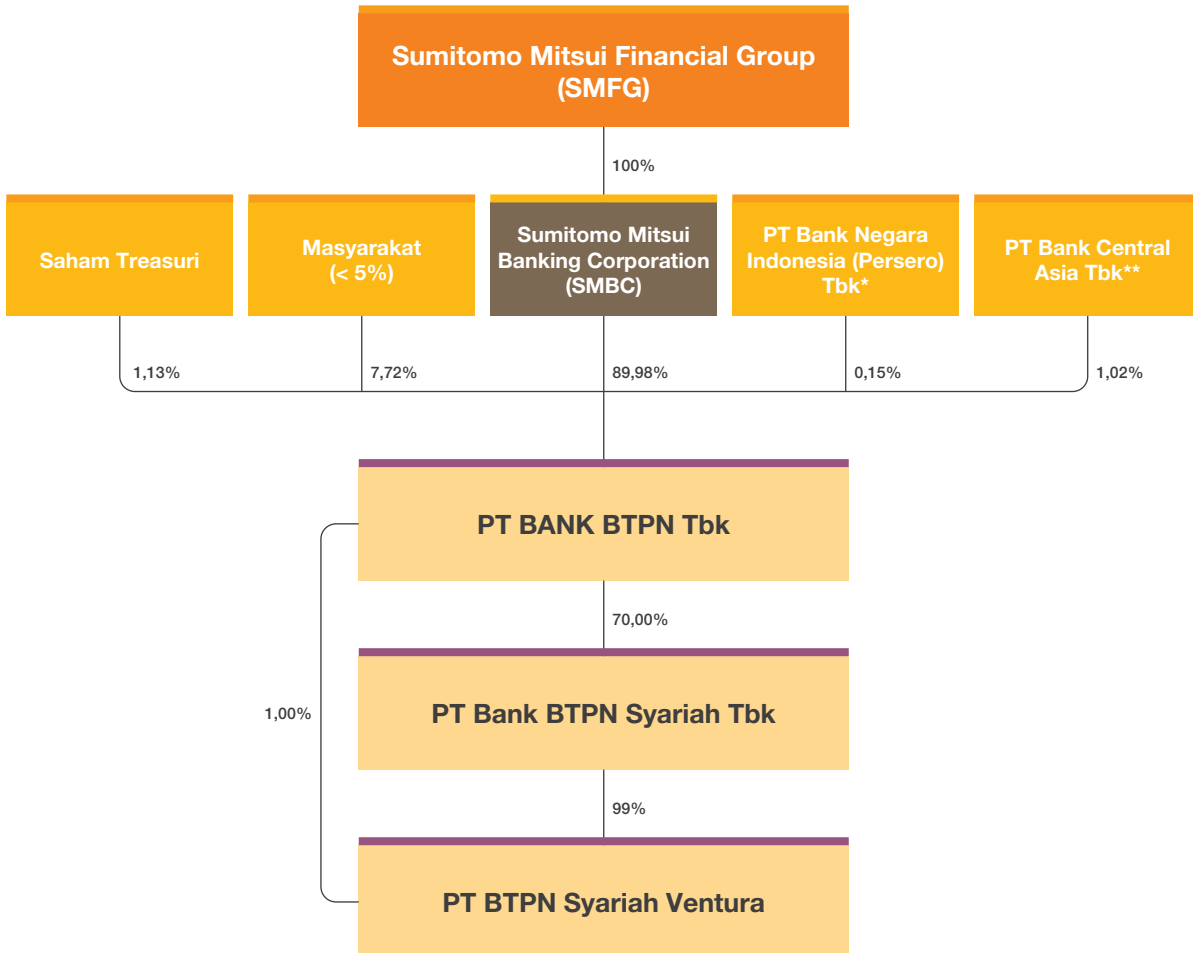 Sumitomo Mitsui Financial Group
(SMFG)
100%
Saham Treasuri
Masyarakat
(< 5%)
Sumitomo Mitsui
Banking Corporation
(SMBC)
PT Bank Negara
Indonesia (Persero)
Tbk*
PT Bank Central
Asia Tbk**
1,13%
7,72%
89,98%
0,15%
1,02%
PT BANK BTPN Tbk
70,00%
PT Bank BTPN Syariah Tbk
1,00%
99%
PT BTPN Syariah Ventura